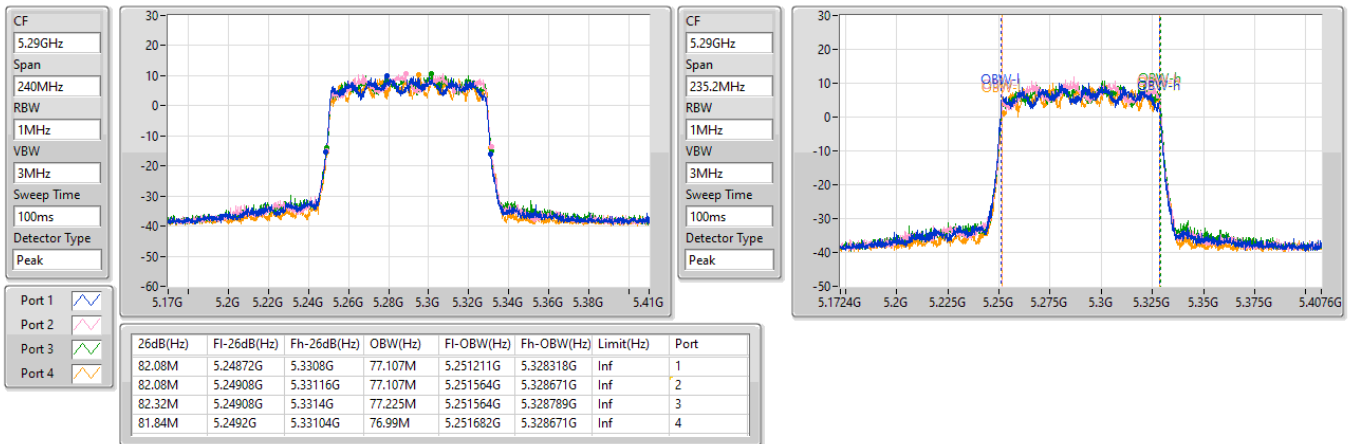 CF
5.29GHz
Span
240MHz
RBW
1MHz
VBW
3MHz
Sweep Time
100ms
Detector Type
Peak
Port 1
Port 2
Port 3
Port 4
30-
20-
10-
0-
-10-
-20-
-30-
-40-
-50-
-60-
5.17G 5.2G 5.22G 5.24G 5.26G 5.28G 5.3G 5.32G 5.34G 5.36G 5.38G 5.41G
CF
5.29GHz
Span
235.2MHz
RBW
1MHz
VBW
3MHz
Sweep Time
100ms
Detector Type
Peak
30-
20-
10-
0-
-10-
-20-
-30-
-40-
-50-
OBW-l OBW-h
OBW-h
5.1724G 5.2G 5.225G 5.25G 5.275G 5.3G 5.325G 5.35G 5.375G 5.4076G
26dB(Hz) Fl-26dB(Hz) Fh-26dB(Hz) OBW(Hz) Fl-OBW(Hz) Fh-OBW(Hz) Limit(Hz) Port
82.08M 5.24872G 5.3308G 77.107M 5.251211G 5.328318G Inf 1
82.08M 5.24908G 5.33116G 77.107M 5.251564G 5.328671G Inf 2
82.32M 5.24908G 5.3314G 77.225M 5.251564G 5.328789G Inf 3
81.84M 5.2492G 5.33104G 76.99M 5.251682G 5.328671G Inf 4